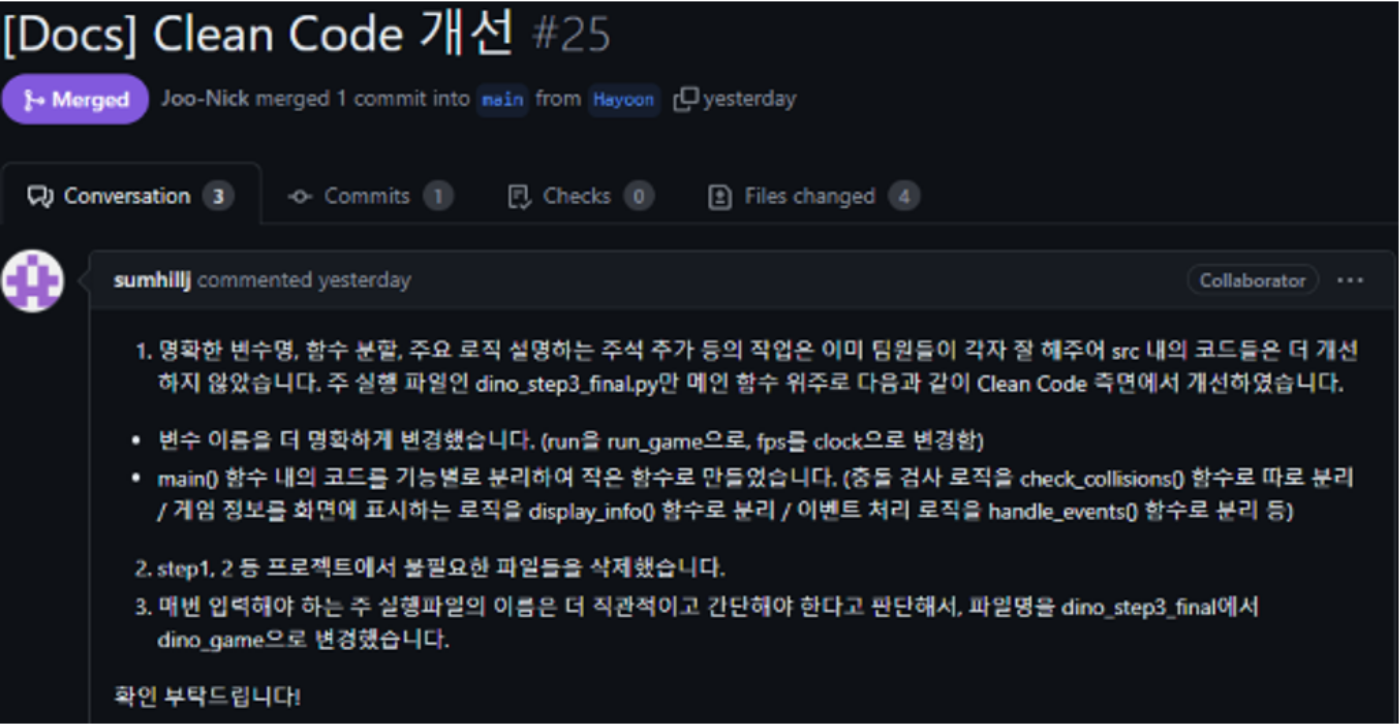 [Docs] Clean Code 개선 #25
Merged Joo-Nick merged 1 commit into main from Hayoon yesterday
Conversation 3 Commits 1 Checks 0 Files changed 4
sumhillj commented yesterday Collaborator ...
1. 명확한 변수명, 함수 분할, 주요 로직 설명하는 주석 추가 등의 작업은 이미 팀원들이 각자 잘 해주어 src 내의 코드들은 더 개선
하지 않았습니다. 주 실행 파일인 dino_step3_final.py만 메인 함수 위주로 다음과 같이 Clean Code 측면에서 개선하였습니다.
• 변수 이름을 더 명확하게 변경했습니다. (run을 run_game으로, fps를 clock으로 변경함)
• main() 함수 내의 코드를 기능별로 분리하여 작은 함수로 만들었습니다. (충돌 검사 로직을 check_collisions() 함수로 따로 분리
/ 게임 정보를 화면에 표시하는 로직을 display_info() 함수로 분리 / 이벤트 처리 로직을 handle_events() 함수로 분리 등)
2. step1, 2 등 프로젝트에서 불필요한 파일들을 삭제했습니다.
3. 매번 입력해야 하는 주 실행파일의 이름은 더 직관적이고 간단해야 한다고 판단해서, 파일명을 dino_step3_final에서
dino_game으로 변경했습니다.
확인 부탁드립니다!